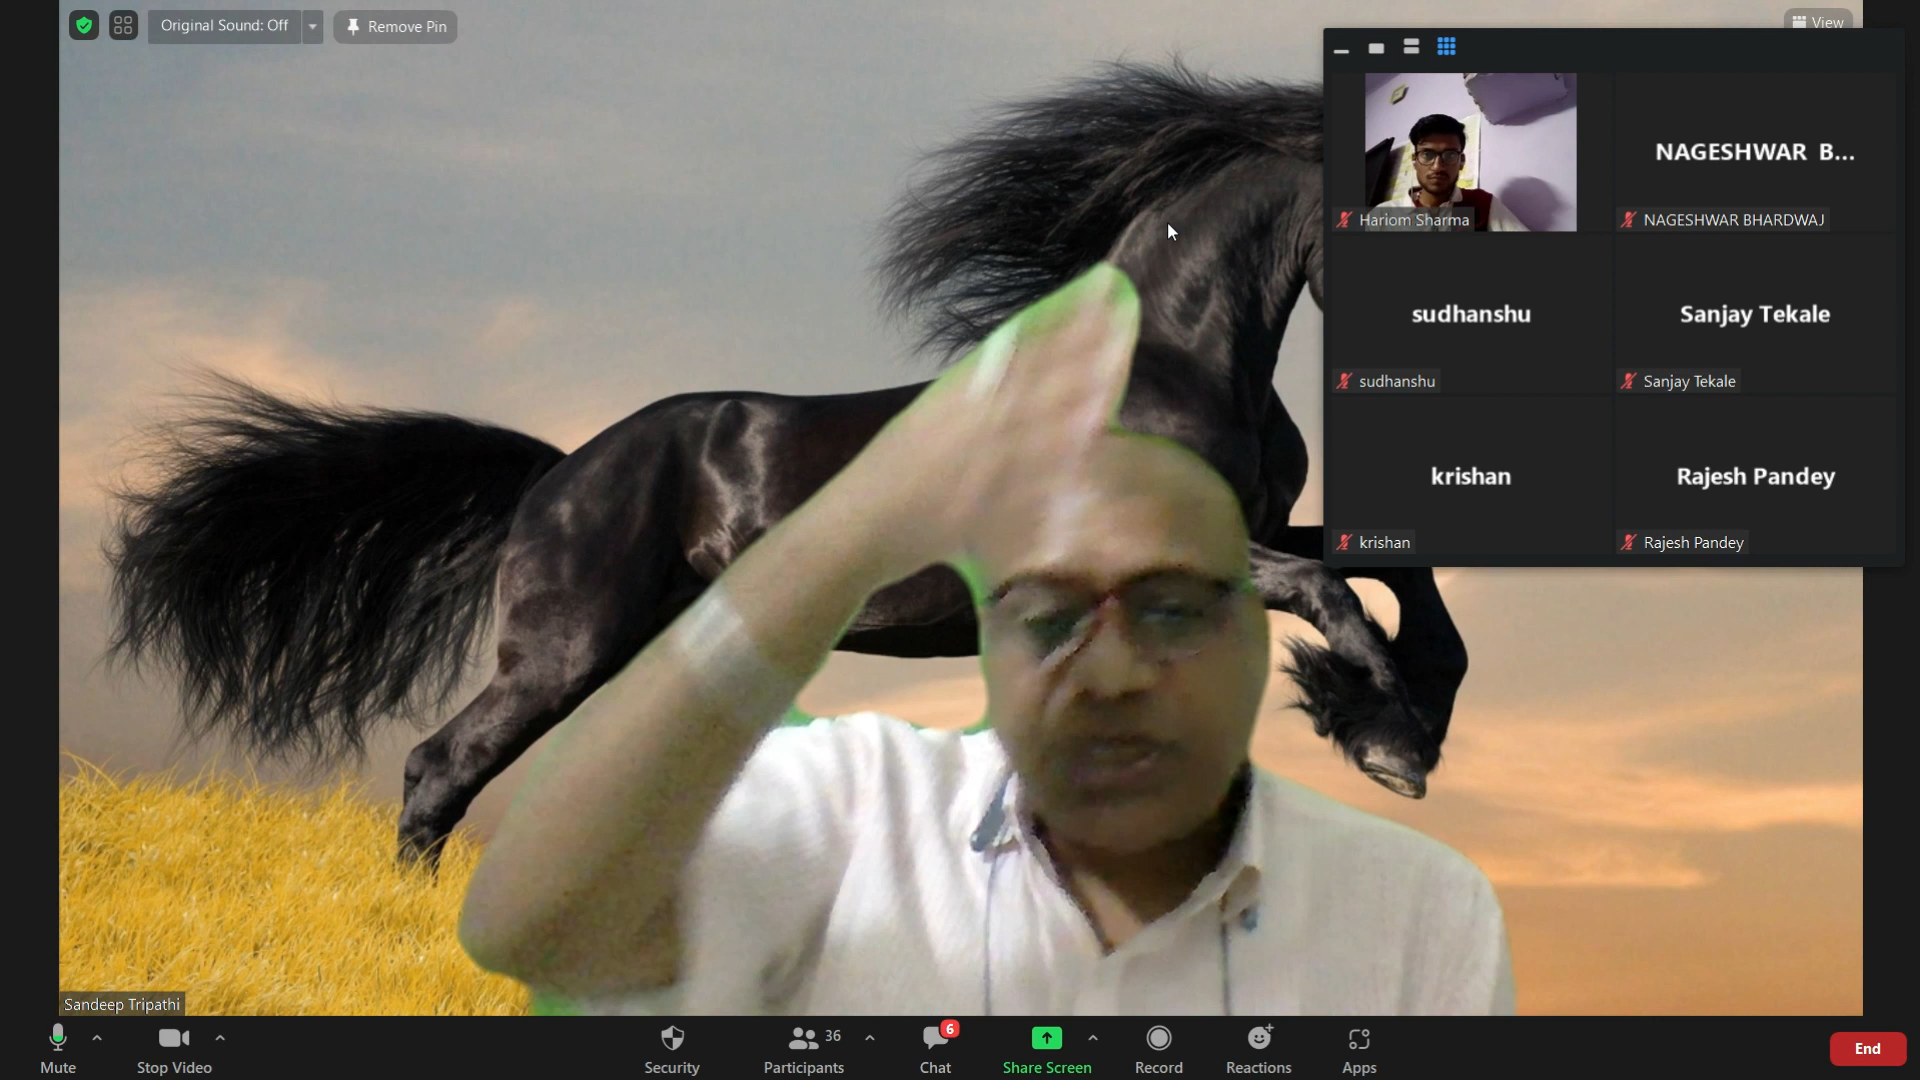 Original Sound: Off
Remove Pin
View
NAGESHWAR B...
Hariom Sharma
NAGESHWAR BHARDWAJ
sudhanshu
Sanjay Tekale
sudhanshu
Sanjay Tekale
krishan
Rajesh Pandey
krishan
Rajesh Pandey
Sandeep Tripathi
36
6
Mute
Stop Video
Security
Participants
Chat
Share Screen
Record
Reactions
Apps
End